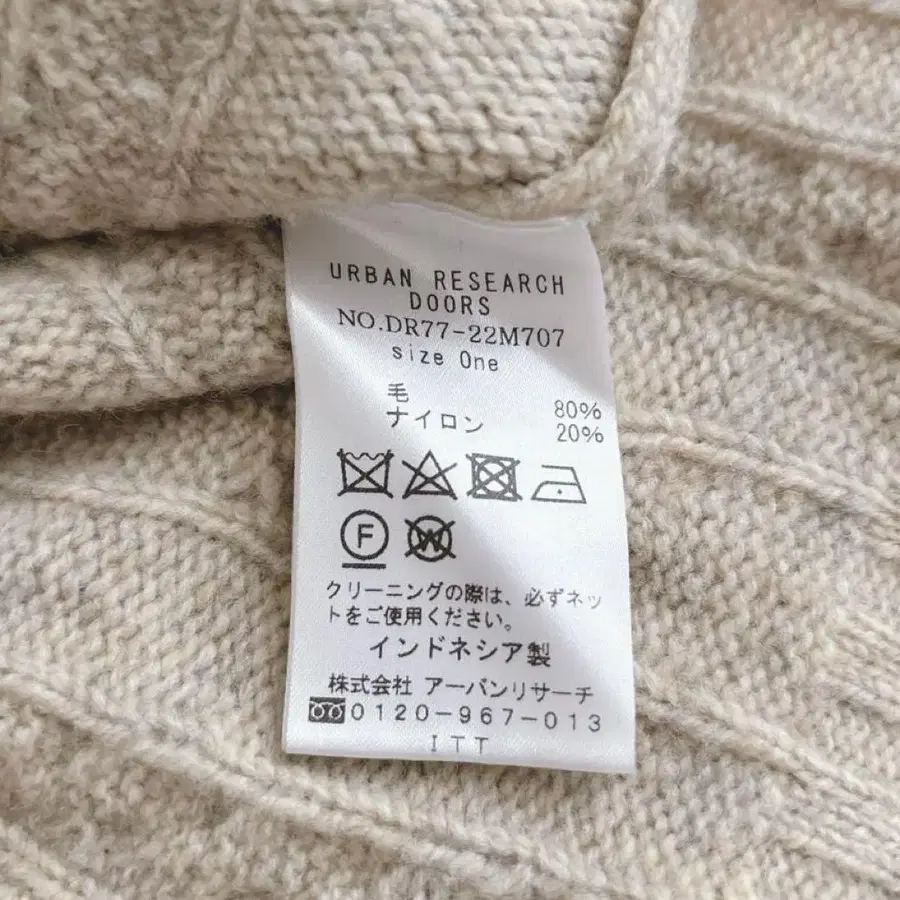 URBAN RESEARCH
DOORS
NO.DR77-22M707
size One
毛 80%
ナイロン 20%
F W
クリーニングの際は、必ずネッ
トをご使用ください。
インドネシア製
株式会社 アーバンリサーチ
0120-967-013
ITT